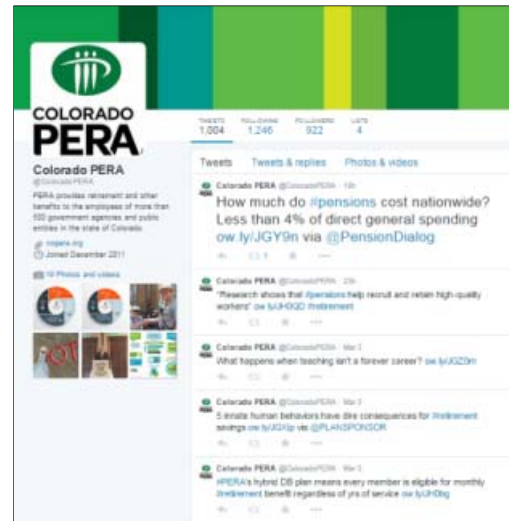 COLORADO
PERA
Colorado PERA
@ColoradoPERA
PERA provides retirement and other
benefits to the employees of more than
500 government agencies and public
entities in the state of Colorado.
copera.org
Joined December 2011
TWEETS FOLLOWING FOLLOWERS LISTS
1,004 1,246 922 4
Tweets Tweets & replies Photos & videos
Colorado PERA @ColoradoPERA
How much do #pensions cost nationwide?
Less than 4% of direct general spending
ow.ly/JGY9n via @PensionDialog
Colorado PERA @ColoradoPERA
"Research shows that #pensions help recruit and retain high-quality
workers" #retirement
Colorado PERA @ColoradoPERA Mar 3
What happens when teaching isn't a forever career?
Colorado PERA @ColoradoPERA Mar 3
5 innate human behaviors have dire consequences for #retirement
savings via @PLANSPONSOR
Colorado PERA @ColoradoPERA Mar 3
#PERA's hybrid DB plan means every member is eligible for monthly
#retirement benefit regardless of yrs of service